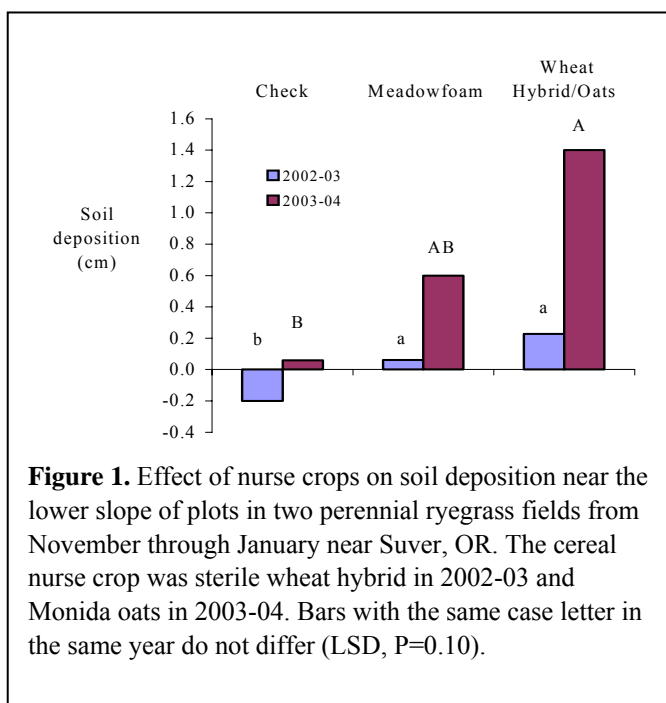 Wheat
Check Meadowfoam Hybrid/Oats
1.6
A
1.4
1.2
2002-03
1.0
2003-04
Soil
deposition
(cm)
0.8
AB
0.6
0.4
b B a a
0.2
0.0
-0.2
-0.4
Figure 1. Effect of nurse crops on soil deposition near the
lower slope of plots in two perennial ryegrass fields from
November through January near Suver, OR. The cereal
nurse crop was sterile wheat hybrid in 2002-03 and
Monida oats in 2003-04. Bars with the same case letter in
the same year do not differ (LSD, P=0.10).